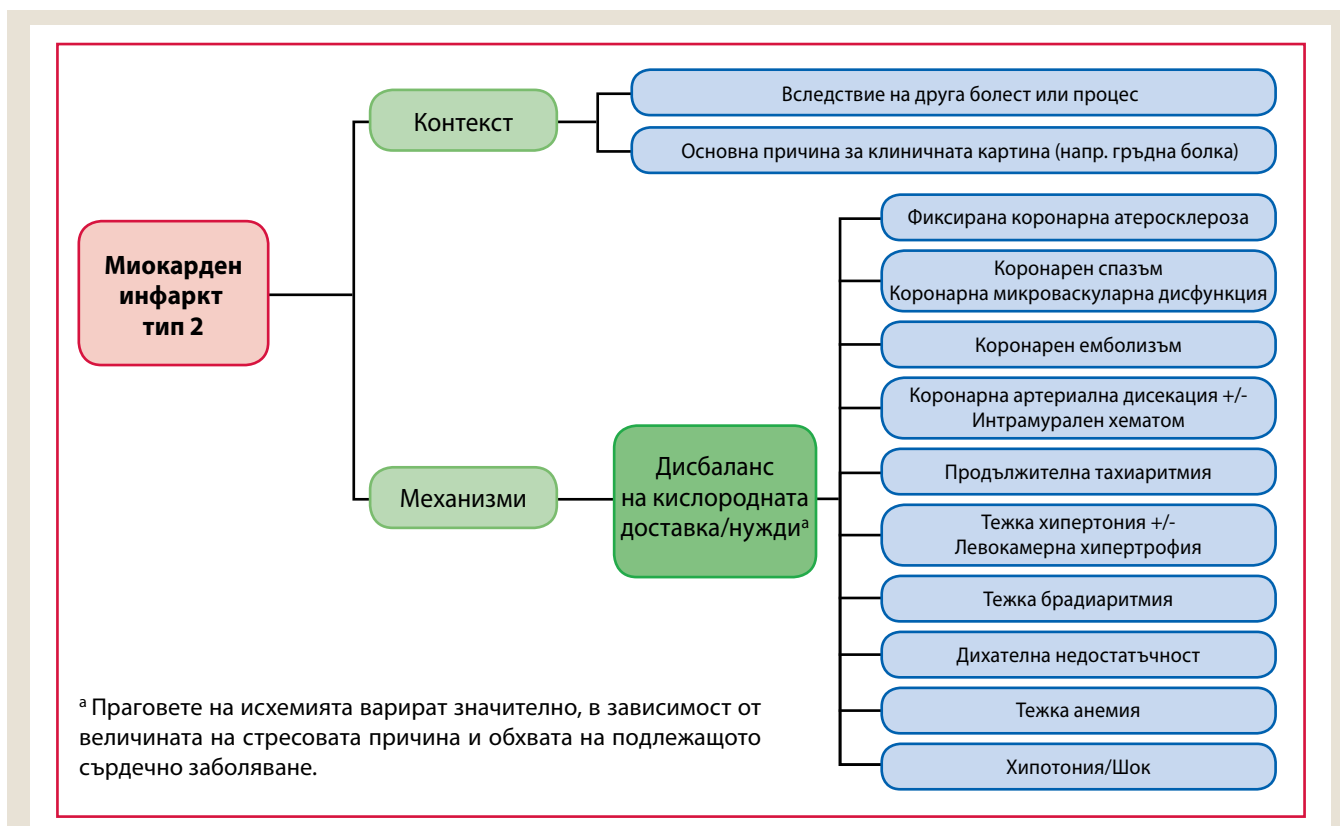 Контекст
Вследствие на друга болест или процес
Основна причина за клиничната картина (напр. гръдна болка)
Миокарден
инфаркт
тип 2
Механизми
Дисбаланс
на кислородната
доставка/нуждиᵃ
Фиксирана коронарна атеросклероза
Коронарен спазъм
Коронарна микроваскуларна дисфункция
Коронарен емболизъм
Коронарна артериална дисекация +/-
Интрамурален хематом
Продължителна тахиаритмия
Тежка хипертония +/-
Левокамерна хипертрофия
Тежка брадиаритмия
Дихателна недостатъчност
Тежка анемия
Хипотония/Шок
ᵃ Праговете на исхемията варират значително, в зависимост от
величината на стресовата причина и обхвата на подлежащото
сърдечно заболяване.